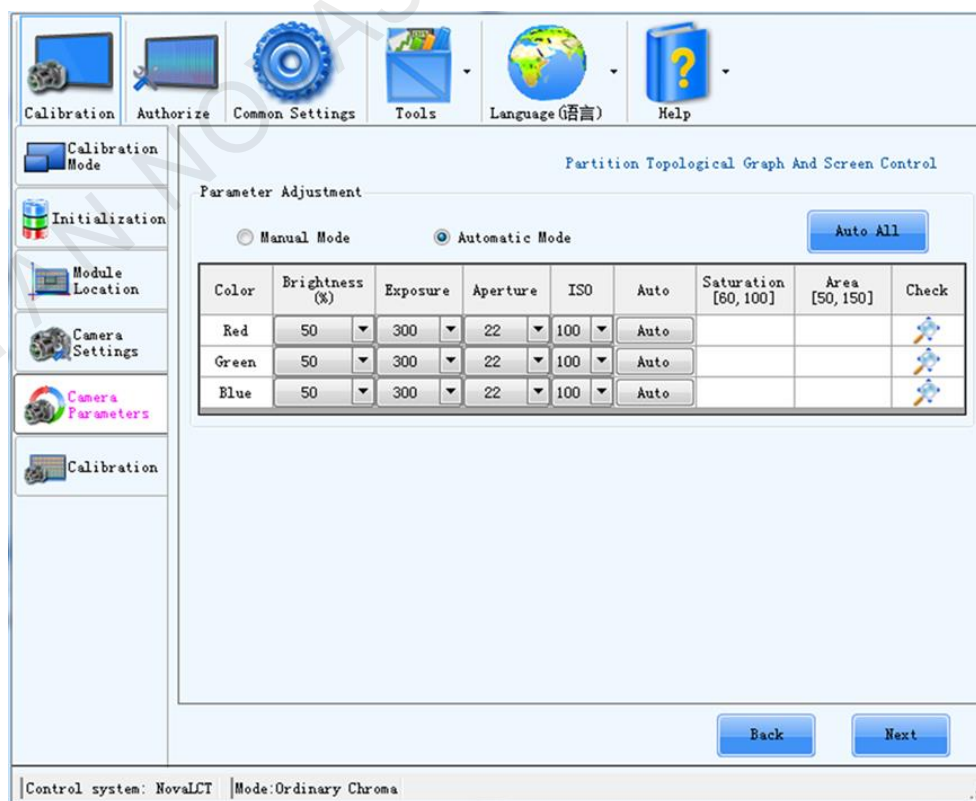 Calibration Authorize Common Settings Tools Language(语言) Help
Calibration
Mode
Initialization
Module
Location
Camera
Settings
Camera
Parameters
Calibration
Partition Topological Graph And Screen Control
Parameter Adjustment
Manual Mode Automatic Mode Auto All
Color Brightness (%) Exposure Aperture ISO Auto Saturation [60, 100] Area [50, 150] Check
Red 50 300 22 100 Auto
Green 50 300 22 100 Auto
Blue 50 300 22 100 Auto
Back Next
Control system: NovaLCT Mode:Ordinary Chroma